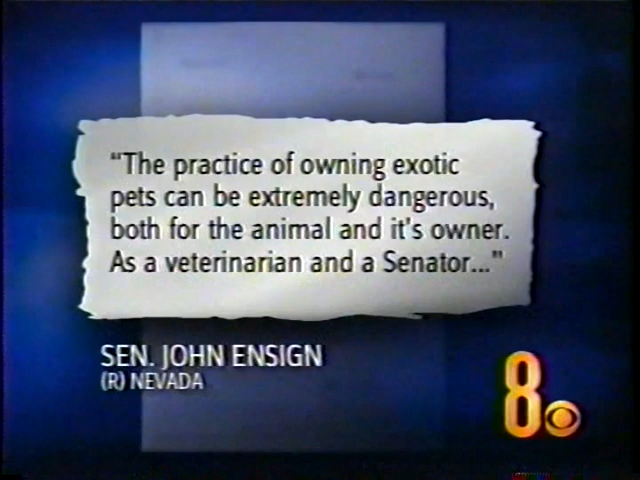 “The practice of owning exotic
pets can be extremely dangerous,
both for the animal and it's owner.
As a veterinarian and a Senator...”
SEN. JOHN ENSIGN
(R) NEVADA
8